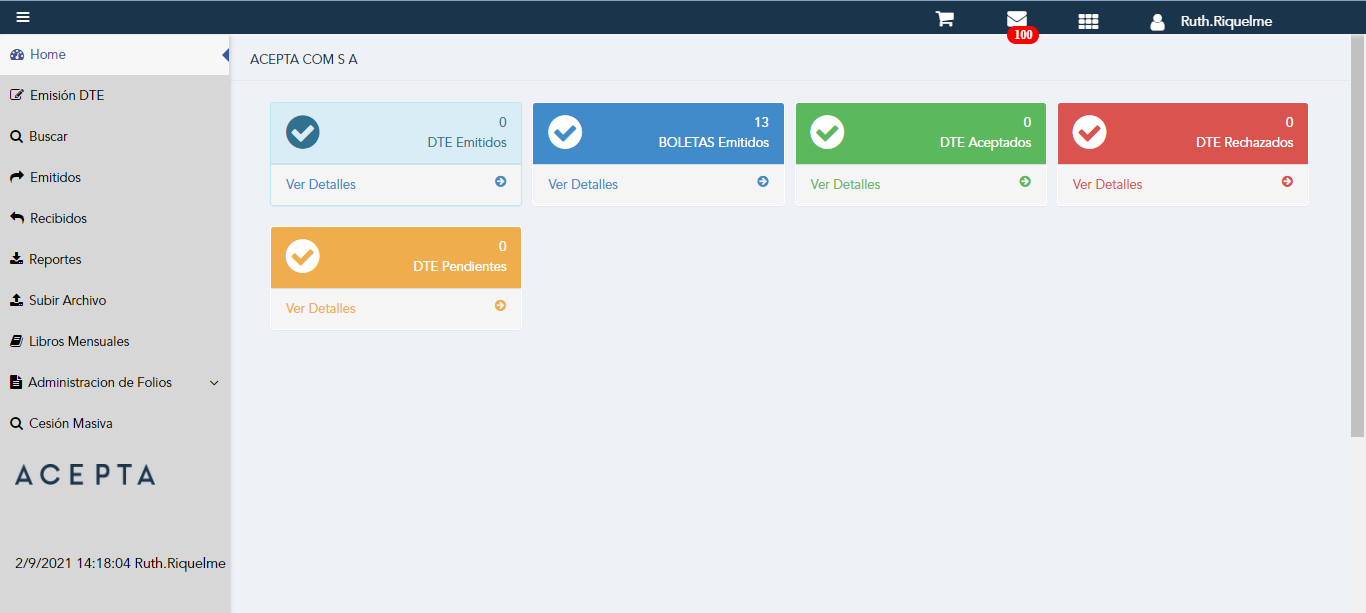 100
Ruth.Riquelme
Home
Emisión DTE
Buscar
Emitidos
Recibidos
Reportes
Subir Archivo
Libros Mensuales
Administracion de Folios
Cesión Masiva
ACEPTA
2/9/2021 14:18:04 Ruth.Riquelme
ACEPTA COM S A
0
DTE Emitidos
Ver Detalles
13
BOLETAS Emitidos
Ver Detalles
0
DTE Aceptados
Ver Detalles
0
DTE Rechazados
Ver Detalles
0
DTE Pendientes
Ver Detalles